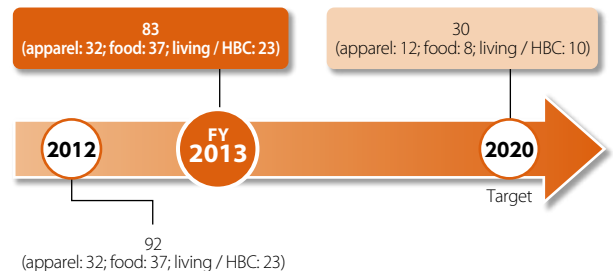 83
(apparel: 32; food: 37; living / HBC: 23)
30
(apparel: 12; food: 8; living / HBC: 10)
2012
FY
2013
2020
Target
92
(apparel: 32; food: 37; living / HBC: 23)